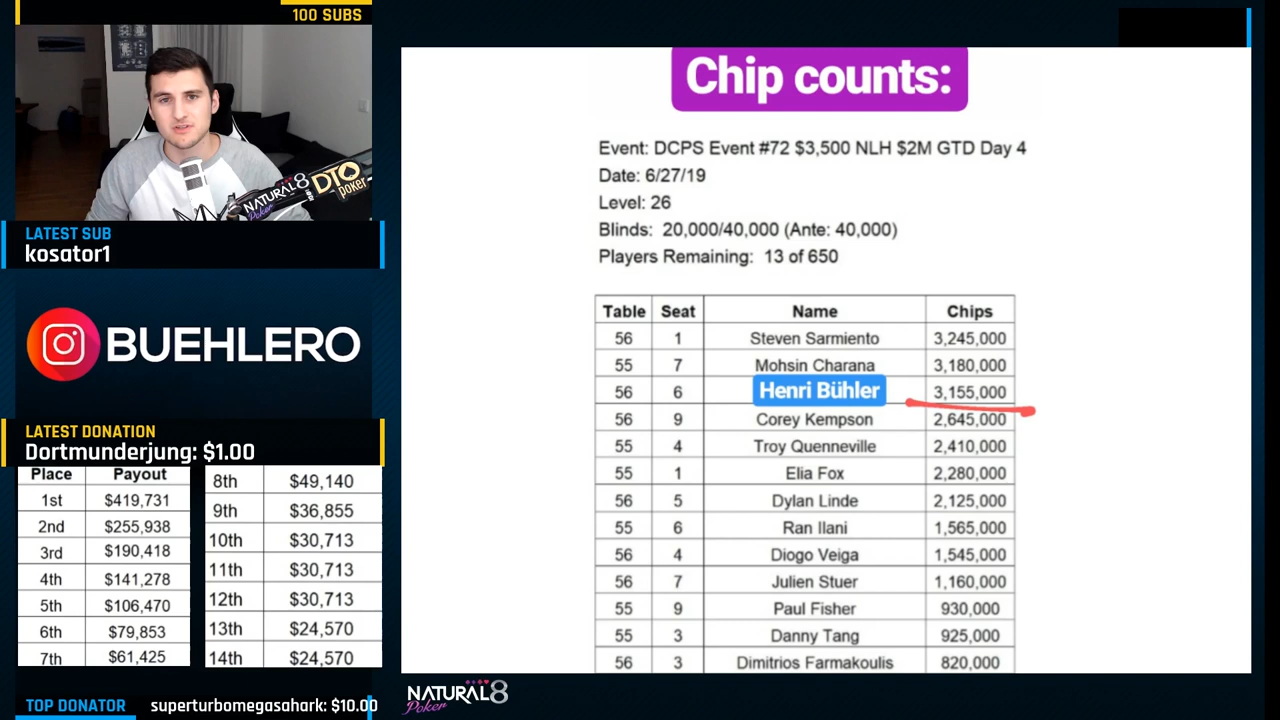 100 SUBS
NATURAL8
Poker
DTO
poker
LATEST SUB
kosator1
BUEHLERO
LATEST DONATION
Dortmunderjung: $1.00
Place Payout
1st $419,731
2nd $255,938
3rd $190,418
4th $141,278
5th $106,470
6th $79,853
7th $61,425
8th $49,140
9th $36,855
10th $30,713
11th $30,713
12th $30,713
13th $24,570
14th $24,570
TOP DONATOR superturbomegasahark: $10.00
Chip counts:
Event: DCPS Event #72 $3,500 NLH $2M GTD Day 4
Date: 6/27/19
Level: 26
Blinds: 20,000/40,000 (Ante: 40,000)
Players Remaining: 13 of 650
Table Seat Name Chips
56 1 Steven Sarmiento 3,245,000
55 7 Mohsin Charana 3,180,000
56 6 Henri Bühler 3,155,000
56 9 Corey Kempson 2,645,000
55 4 Troy Quenneville 2,410,000
55 1 Elia Fox 2,280,000
56 5 Dylan Linde 2,125,000
55 6 Ran Ilani 1,565,000
56 4 Diogo Veiga 1,545,000
56 7 Julien Stuer 1,160,000
55 9 Paul Fisher 930,000
55 3 Danny Tang 925,000
56 3 Dimitrios Farmakoulis 820,000
NATURAL8
Poker